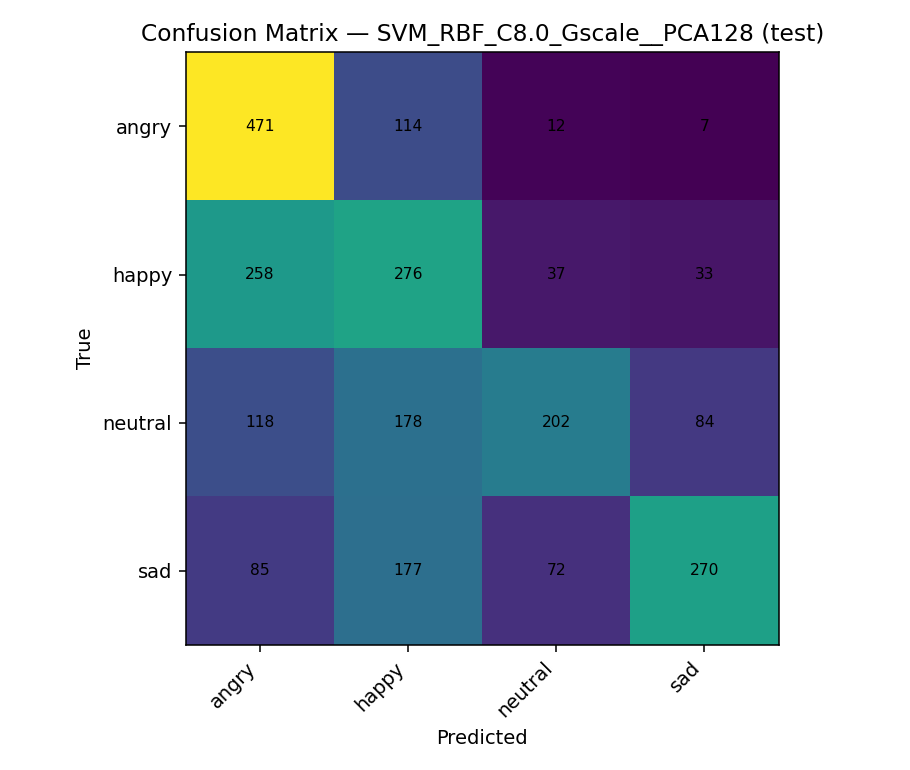 Confusion Matrix — SVM_RBF_C8.0_Gscale__PCA128 (test)
angry 471 114 12 7
happy 258 276 37 33
neutral 118 178 202 84
sad 85 177 72 270
True
angry happy neutral sad
Predicted